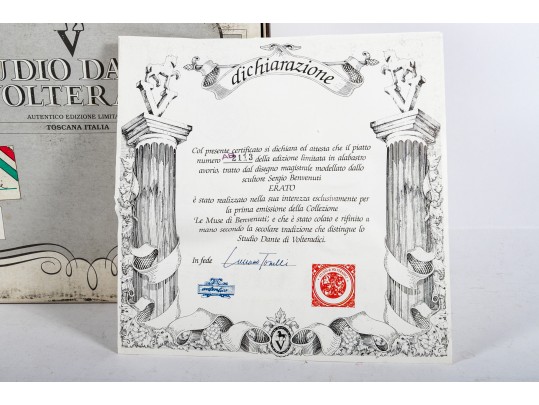 UDIO DA
VOLTERA
AUTENTICO EDIZIONE LIMITA
TOSCANA ITALIA
dichiarazione
Col presente certificato si dichiara ed attesta che il piatto
numero 2113 della edizione limitata in alabastro
avorio, tratto dal disegno magistrale modellato dallo
scultore Sergio Benvenuti
ERATO
è stato realizzato nella sua interezza esclusivamente per
la prima emissione della Collezione
'Le Muse di Benvenuti', e che è stato colato e rifinito a
mano secondo la secolare tradizione che distingue lo
Studio Dante di Volteradici.
In fede